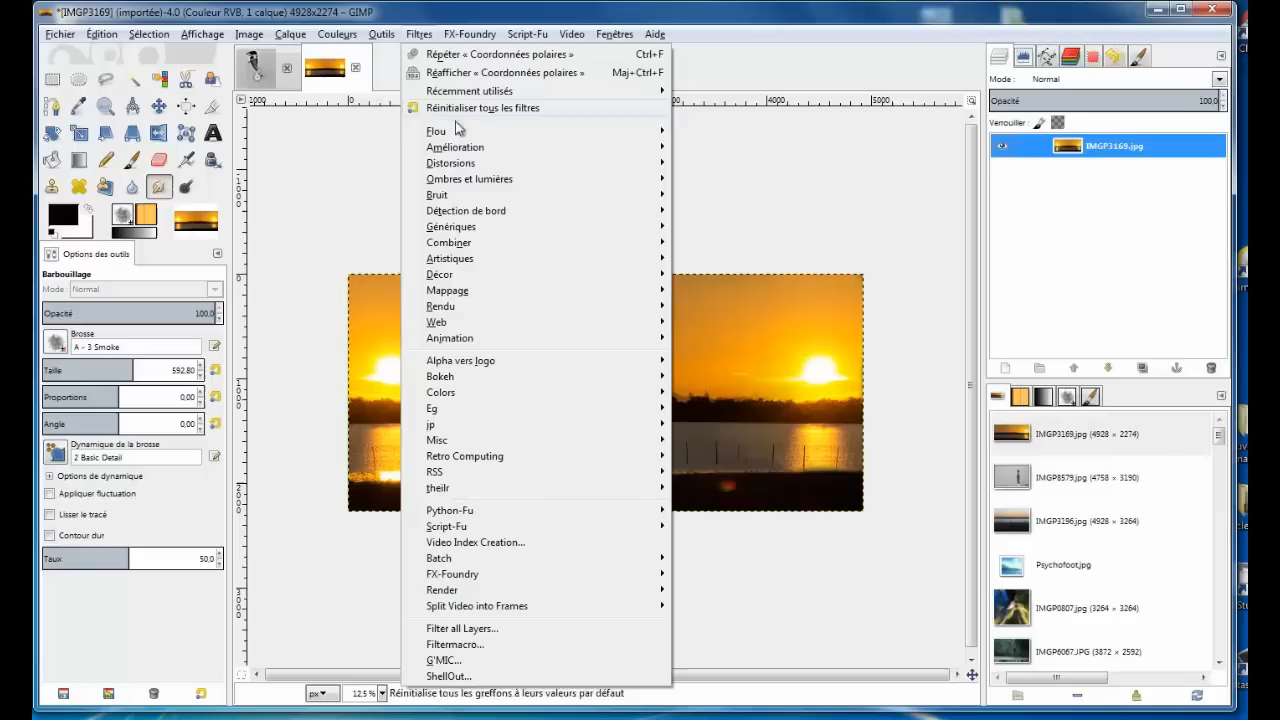 *[IMGP3169] (importée)-4.0 (Couleur RVB, 1 calque) 4928x2274 – GIMP
Fichier Édition Sélection Affichage Image Calque Couleurs Outils Filtres FX-Foundry Script-Fu Video Fenêtres Aide
Répéter « Coordonnées polaires » Ctrl+F
Réafficher « Coordonnées polaires » Maj+Ctrl+F
Récemment utilisés
Réinitialiser tous les filtres
Flou
Amélioration
Distorsions
Ombres et lumières
Bruit
Détection de bord
Génériques
Combiner
Artistiques
Décor
Mappage
Rendu
Web
Animation
Alpha vers logo
Bokeh
Colors
Eg
jp
Misc
Retro Computing
RSS
theilr
Python-Fu
Script-Fu
Video Index Creation...
Batch
FX-Foundry
Render
Split Video into Frames
Filter all Layers...
Filtermacro...
G'MIC...
ShellOut...
Options des outils
Barbouillage
Mode : Normal
Opacité 100,0
Brosse
A - 3 Smoke
Taille 592,80
Proportions 0,00
Angle 0,00
Dynamique de la brosse
2 Basic Detail
Options de dynamique
Appliquer fluctuation
Lisser le tracé
Contour dur
Taux 50,0
1000 0 4000 5000
px 12,5 % Réinitialise tous les greffons à leurs valeurs par défaut
Mode : Normal
Opacité 100,0
Verrouiller :
IMGP3169.jpg
IMGP3169.jpg (4928 × 2274)
IMGP8579.jpg (4758 × 3190)
IMGP3196.jpg (4928 × 3264)
Psychofoot.jpg
IMGP0807.jpg (3264 × 2448)
IMGP6067.JPG (3872 × 2592)